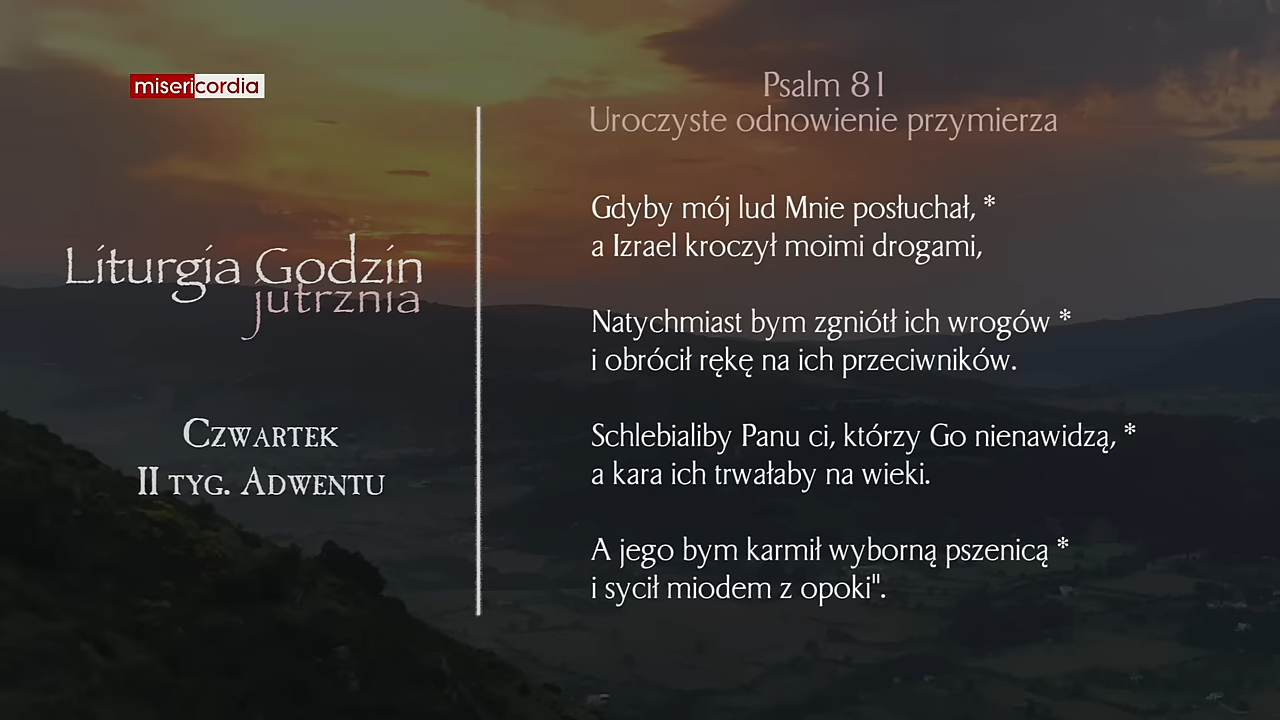 misericordia
Liturgia Godzin
jutrznia
Czwartek
II tyg. Adwentu
Psalm 81
Uroczyste odnowienie przymierza
Gdyby mój lud Mnie posłuchał, *
a Izrael kroczył moimi drogami,
Natychmiast bym zgniótł ich wrogów *
i obrócił rękę na ich przeciwników.
Schlebialiby Panu ci, którzy Go nienawidzą, *
a kara ich trwałaby na wieki.
A jego bym karmił wyborną pszenicą *
i sycił miodem z opoki".